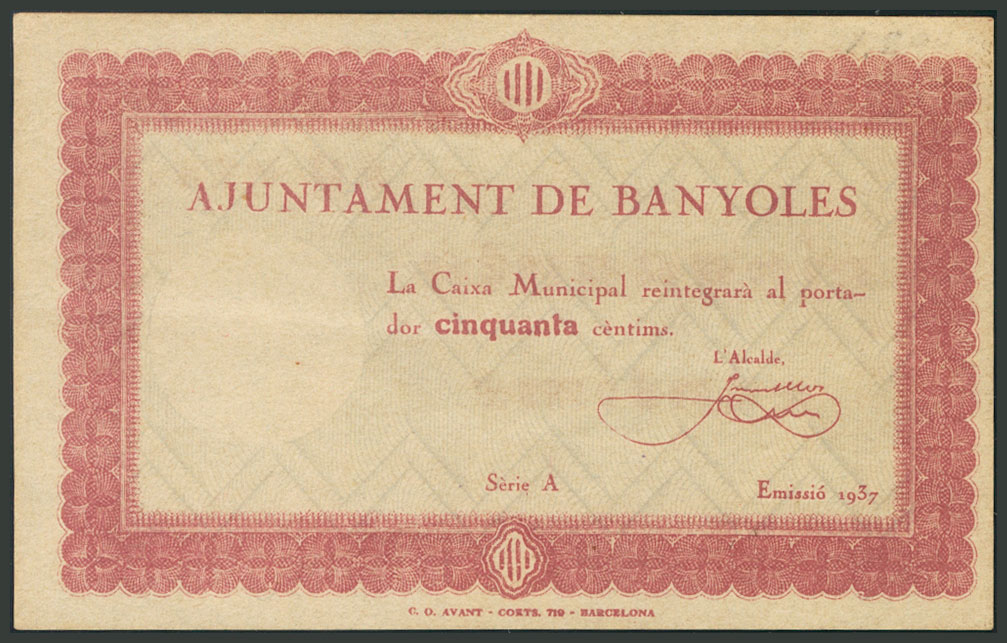 AJUNTAMENT DE BANYOLES
La Caixa Municipal reintegrarà al porta-
dor cinquanta cèntims.
L'Alcalde,
Sèrie A
Emissió 1937
C. O. AVANT - CORTS, 719 - BARCELONA